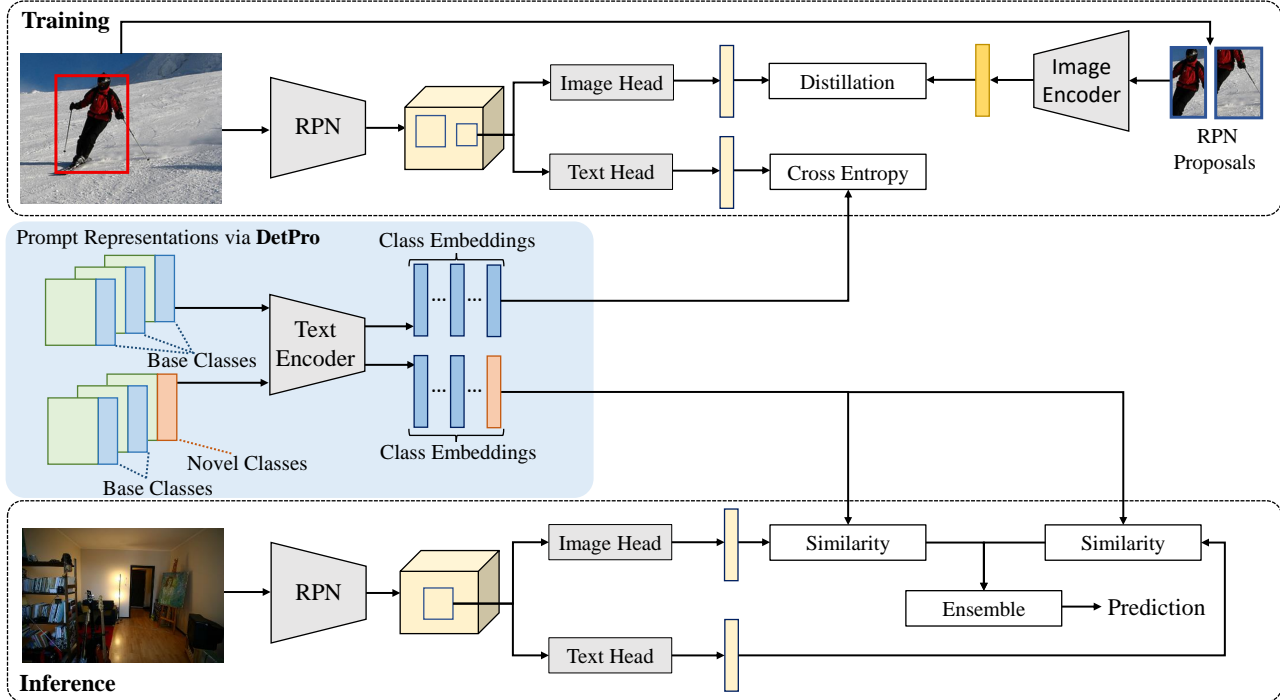 Training
RPN
Image Head
Text Head
Distillation
Cross Entropy
Image
Encoder
RPN
Proposals
Prompt Representations via DetPro
Class Embeddings
... ...
Base Classes
Text
Encoder
... ...
Class Embeddings
Novel Classes
Base Classes
RPN
Image Head
Text Head
Similarity
Similarity
Ensemble
Prediction
Inference